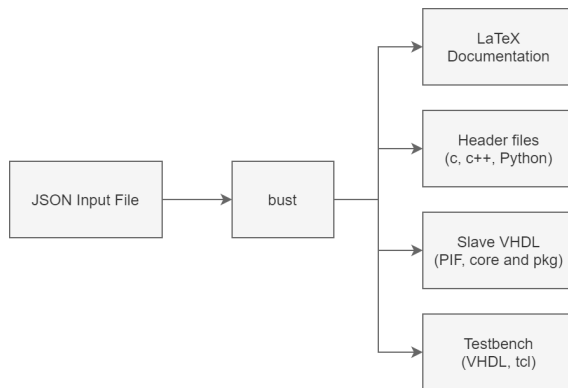 LaTeX
Documentation
Header files
(c, c++, Python)
JSON Input File
bust
Slave VHDL
(PIF, core and pkg)
Testbench
(VHDL, tcl)